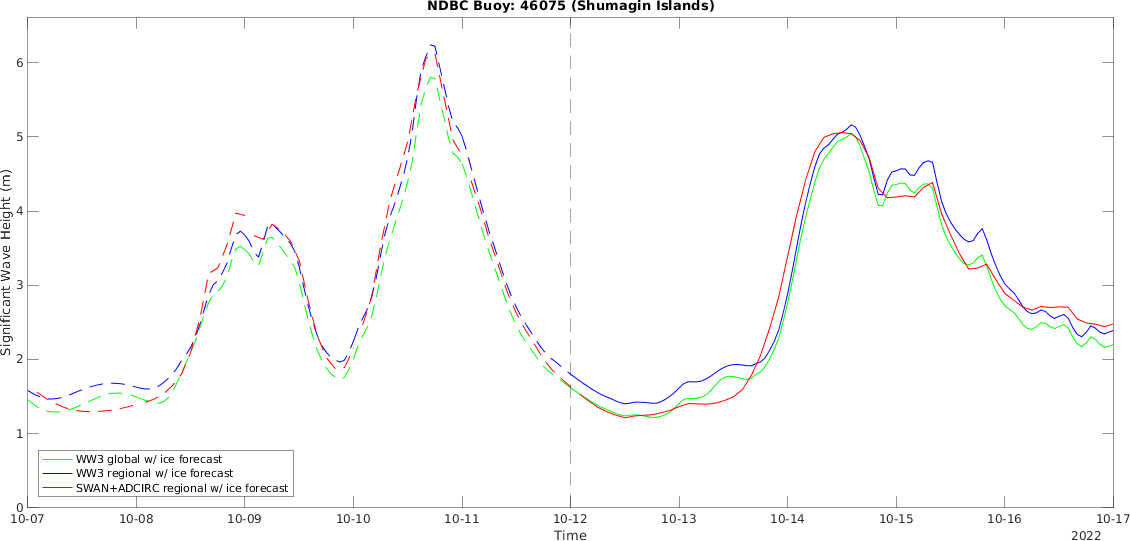 NDBC Buoy: 46075 (Shumagin Islands)
Significant Wave Height (m)
6
5
4
3
2
1
0
WW3 global w/ ice forecast
WW3 regional w/ ice forecast
SWAN+ADCIRC regional w/ ice forecast
10-07 10-08 10-09 10-10 10-11 10-12 10-13 10-14 10-15 10-16 10-17
Time
2022